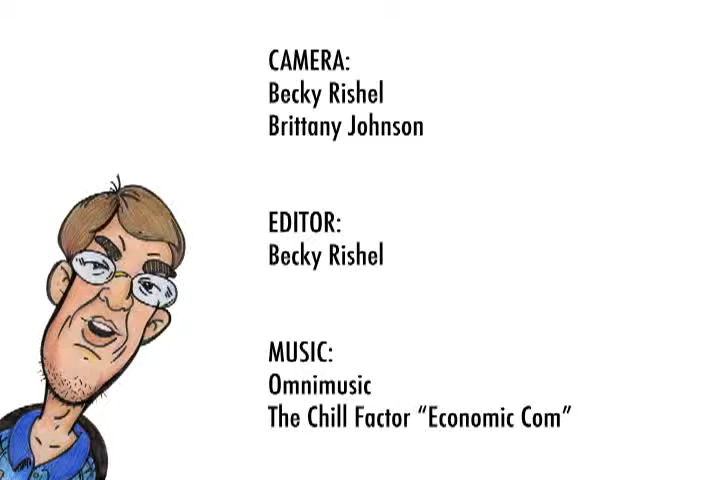 CAMERA:
Becky Rishel
Brittany Johnson
EDITOR:
Becky Rishel
MUSIC:
Omnimusic
The Chill Factor “Economic Com”